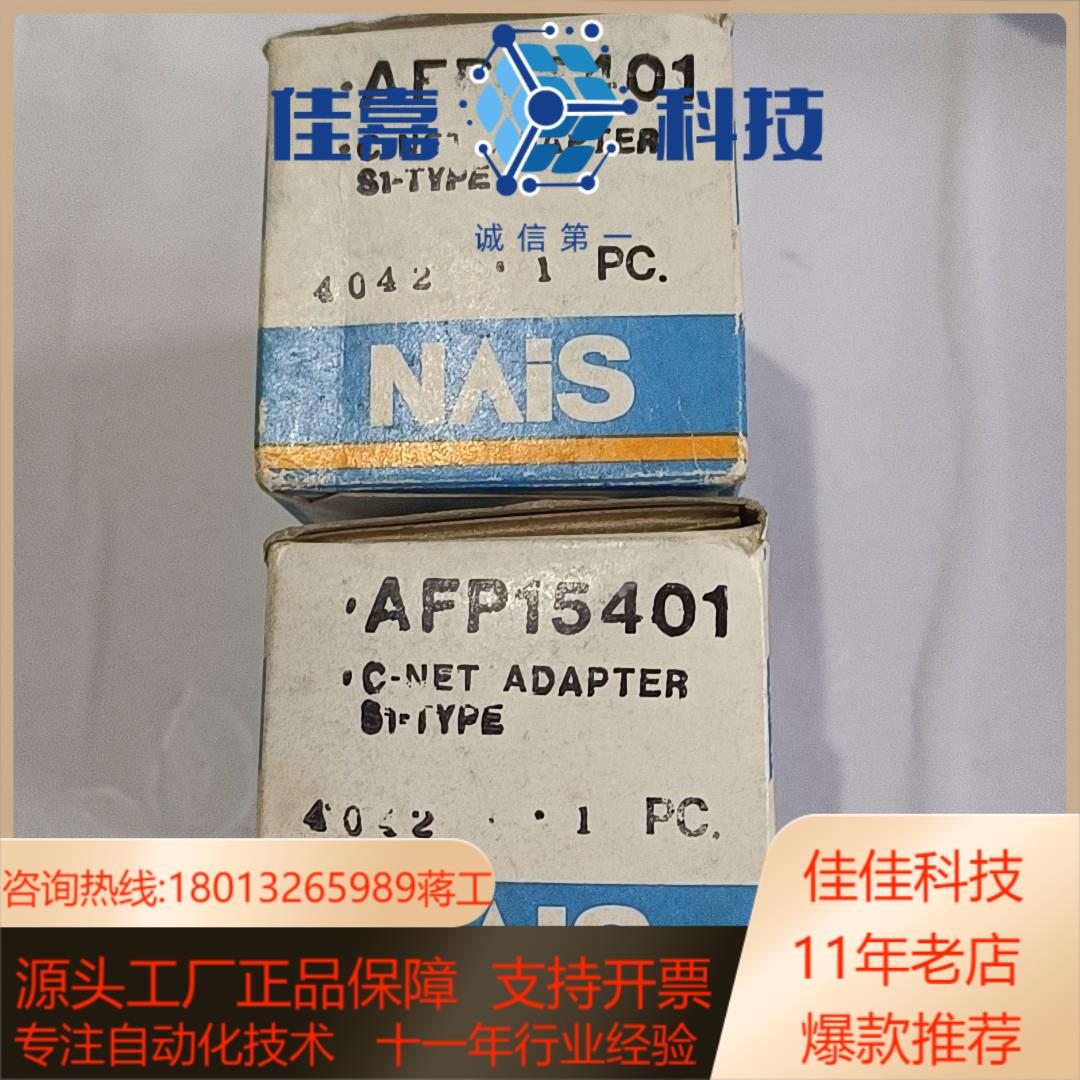 ·AFP15401
佳嘉 科技
·C-NET ADAPTER
S1-TYPE
诚信第一
4042 · 1 PC.
NAiS
·AFP15401
·C-NET ADAPTER
S1-TYPE
4042 · · 1 PC.
NAiS
咨询热线:18013265989蒋工
佳佳科技
11年老店
爆款推荐
源头工厂正品保障 支持开票
专注自动化技术 十一年行业经验